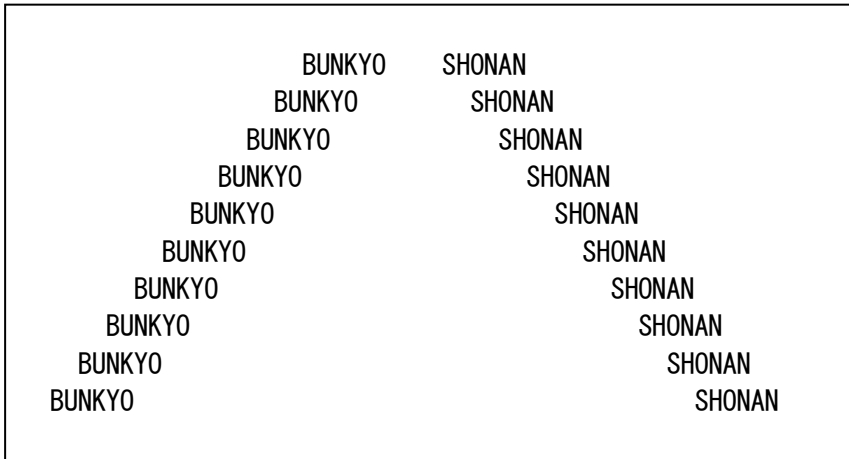 BUNKYO    SHONAN
                BUNKYO        SHONAN
              BUNKYO            SHONAN
            BUNKYO                SHONAN
          BUNKYO                    SHONAN
        BUNKYO                        SHONAN
      BUNKYO                            SHONAN
    BUNKYO                                SHONAN
  BUNKYO                                    SHONAN
BUNKYO                                        SHONAN